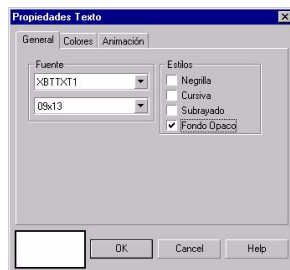 Propiedades Texto
General Colores Animación
Fuente
XBTTXT1
09x13
Estilos
Negrilla
Cursiva
Subrayado
Fondo Opaco
OK Cancel Help